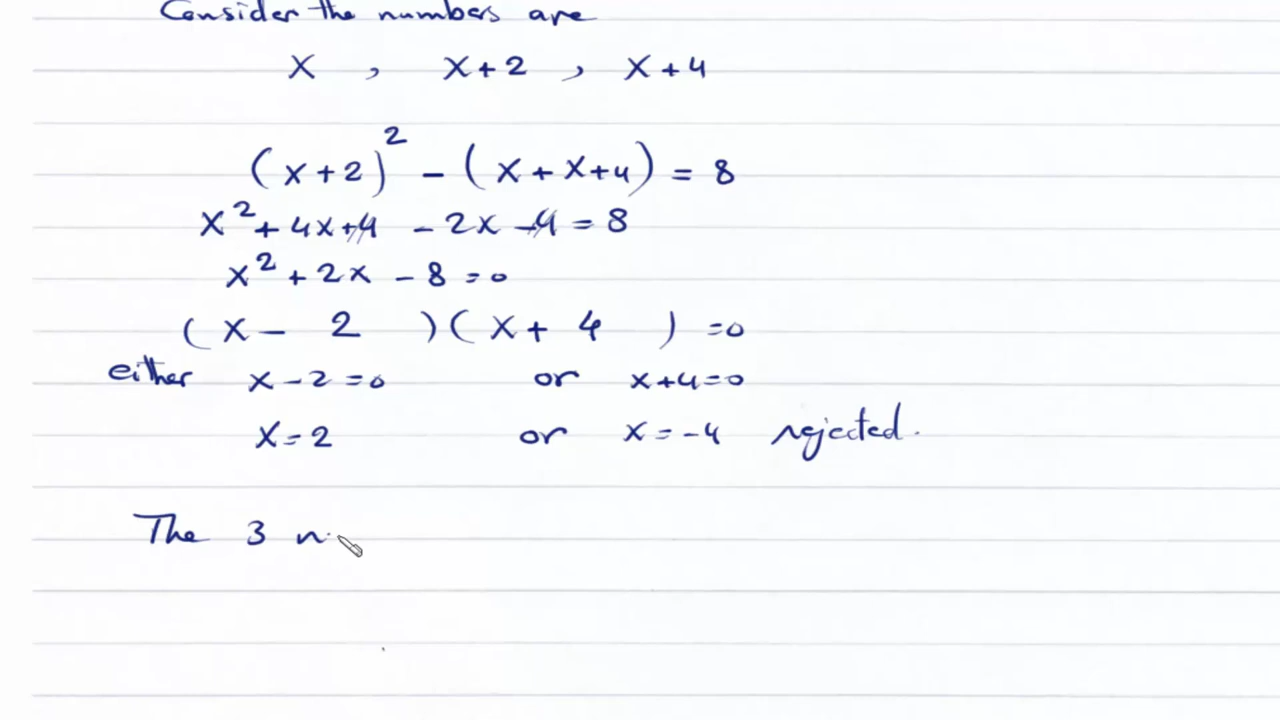 Consider the numbers are
x , x+2 , x+4
(x+2)² - (x+x+4) = 8
x²+4x+4 -2x-4=8
x²+2x-8=0
(x- 2 )(x+ 4 )=0
either x-2=0 or x+4=0
x=2 or x=-4 rejected.
The 3 n